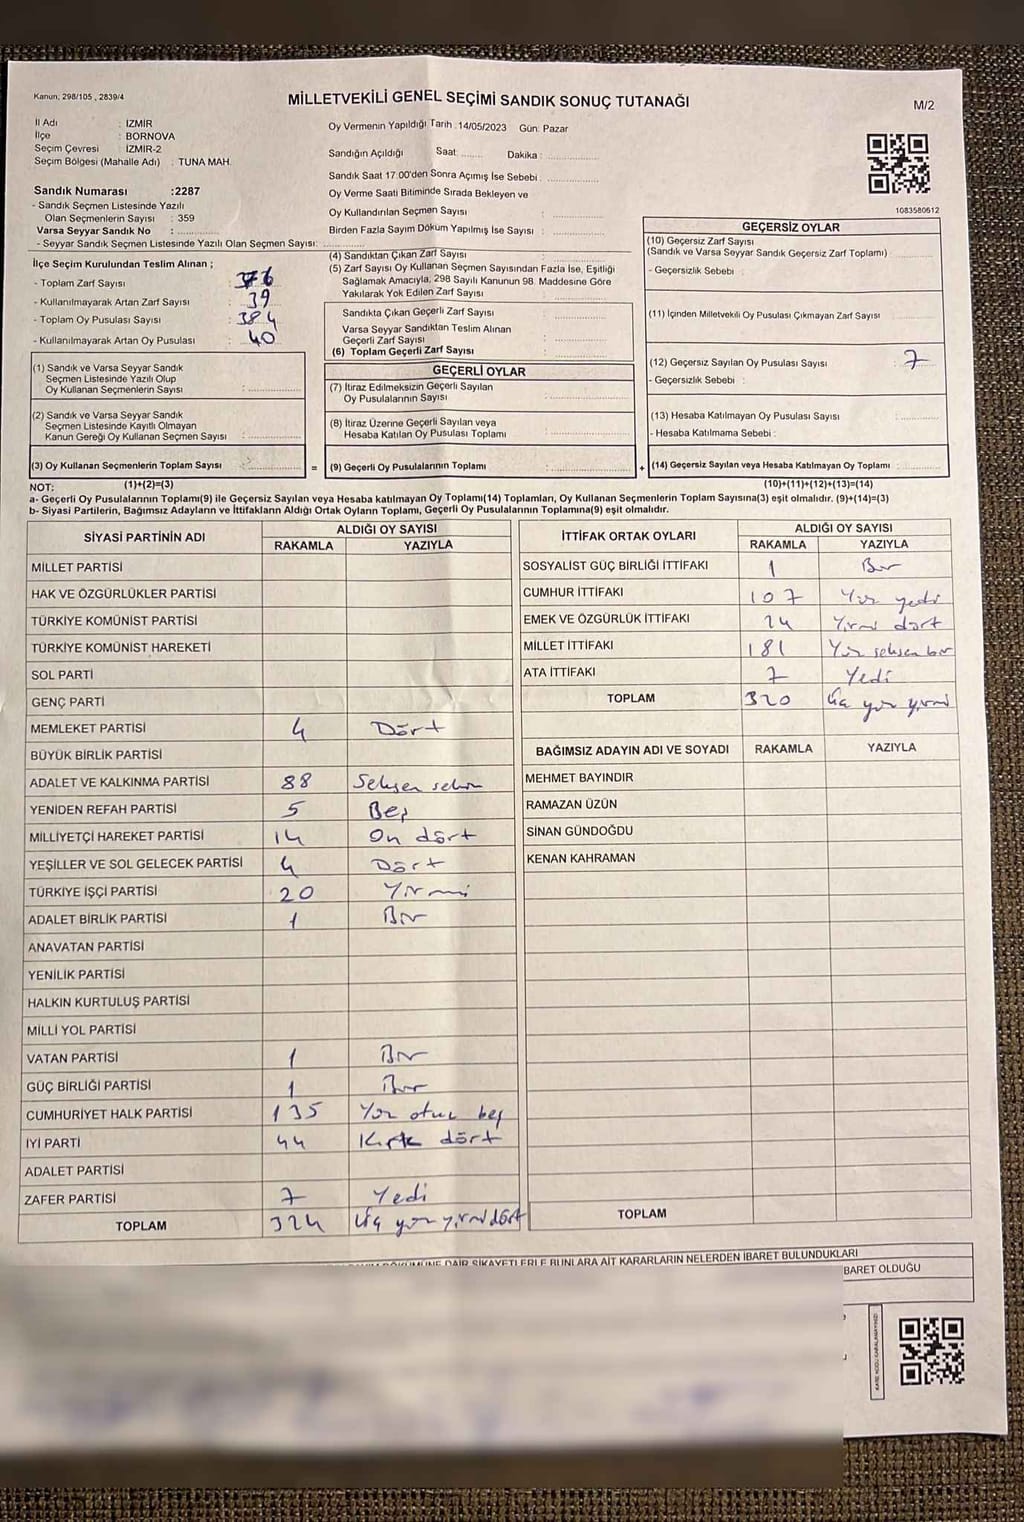 Kanun; 298/105 , 2839/4
MİLLETVEKİLİ GENEL SEÇİMİ SANDIK SONUÇ TUTANAĞI
M/2
İl Adı : İZMİR
İlçe : BORNOVA
Seçim Çevresi : İZMİR-2
Seçim Bölgesi (Mahalle Adı) : TUNA MAH.
Sandık Numarası :2287
- Sandık Seçmen Listesinde Yazılı
Olan Seçmenlerin Sayısı : 359
Varsa Seyyar Sandık No :
- Seyyar Sandık Seçmen Listesinde Yazılı Olan Seçmen Sayısı:
İlçe Seçim Kurulundan Teslim Alınan ;
- Toplam Zarf Sayısı : 376
- Kullanılmayarak Artan Zarf Sayısı : 39
- Toplam Oy Pusulası Sayısı : 384
- Kullanılmayarak Artan Oy Pusulası : 40
Oy Vermenin Yapıldığı Tarih :14/05/2023 Gün: Pazar
Sandığın Açıldığı Saat: Dakika :
Sandık Saat 17.00'den Sonra Açımış İse Sebebi :
Oy Verme Saati Bitiminde Sırada Bekleyen ve
Oy Kullandırılan Seçmen Sayısı :
Birden Fazla Sayım Döküm Yapılmış İse Sayısı :
(4) Sandıktan Çıkan Zarf Sayısı :
(5) Zarf Sayısı Oy Kullanan Seçmen Sayısından Fazla İse, Eşitliği
Sağlamak Amacıyla, 298 Sayılı Kanunun 98. Maddesine Göre
Yakılarak Yok Edilen Zarf Sayısı :
Sandıkta Çıkan Geçerli Zarf Sayısı :
Varsa Seyyar Sandıktan Teslim Alınan
Geçerli Zarf Sayısı :
(6) Toplam Geçerli Zarf Sayısı :
1083580612
GEÇERSİZ OYLAR
(10) Geçersiz Zarf Sayısı
(Sandık ve Varsa Seyyar Sandık Geçersiz Zarf Toplamı) :
- Geçersizlik Sebebi :
(11) İçinden Milletvekili Oy Pusulası Çıkmayan Zarf Sayısı :
(12) Geçersiz Sayılan Oy Pusulası Sayısı : 7
- Geçersizlik Sebebi :
(13) Hesaba Katılmayan Oy Pusulası Sayısı :
- Hesaba Katılmama Sebebi :
(14) Geçersiz Sayılan veya Hesaba Katılmayan Oy Toplamı :
(10)+(11)+(12)+(13)=(14)
(1) Sandık ve Varsa Seyyar Sandık
Seçmen Listesinde Yazılı Olup
Oy Kullanan Seçmenlerin Sayısı :
(2) Sandık ve Varsa Seyyar Sandık
Seçmen Listesinde Kayıtlı Olmayan
Kanun Gereği Oy Kullanan Seçmen Sayısı :
(3) Oy Kullanan Seçmenlerin Toplam Sayısı : =
GEÇERLİ OYLAR
(7) İtiraz Edilmeksizin Geçerli Sayılan
Oy Pusulalarının Sayısı :
(8) İtiraz Üzerine Geçerli Sayılan veya
Hesaba Katılan Oy Pusulası Toplamı :
(9) Geçerli Oy Pusulalarının Toplamı : +
NOT: (1)+(2)=(3)
a- Geçerli Oy Pusulalarının Toplamı(9) ile Geçersiz Sayılan veya Hesaba katılmayan Oy Toplamı(14) Toplamları, Oy Kullanan Seçmenlerin Toplam Sayısına(3) eşit olmalıdır. (9)+(14)=(3)
b- Siyasi Partilerin, Bağımsız Adayların ve İttifakların Aldığı Ortak Oyların Toplamı, Geçerli Oy Pusulalarının Toplamına(9) eşit olmalıdır.
SİYASİ PARTİNİN ADI ALDIĞI OY SAYISI
RAKAMLA YAZIYLA
MİLLET PARTİSİ
HAK VE ÖZGÜRLÜKLER PARTİSİ
TÜRKİYE KOMÜNİST PARTİSİ
TÜRKİYE KOMÜNİST HAREKETİ
SOL PARTİ
GENÇ PARTİ
MEMLEKET PARTİSİ 4 Dört
BÜYÜK BİRLİK PARTİSİ
ADALET VE KALKINMA PARTİSİ 88 Seksen sekiz
YENİDEN REFAH PARTİSİ 5 Beş
MİLLİYETÇİ HAREKET PARTİSİ 14 On dört
YEŞİLLER VE SOL GELECEK PARTİSİ 4 Dört
TÜRKİYE İŞÇİ PARTİSİ 20 Yirmi
ADALET BİRLİK PARTİSİ 1 Bir
ANAVATAN PARTİSİ
YENİLİK PARTİSİ
HALKIN KURTULUŞ PARTİSİ
MİLLİ YOL PARTİSİ
VATAN PARTİSİ 1 Bir
GÜÇ BİRLİĞİ PARTİSİ 1 Bir
CUMHURİYET HALK PARTİSİ 135 Yüz otuz beş
İYİ PARTİ 44 Kırk dört
ADALET PARTİSİ
ZAFER PARTİSİ 7 Yedi
TOPLAM 324 Üç yüz yirmi dört
İTTİFAK ORTAK OYLARI ALDIĞI OY SAYISI
RAKAMLA YAZIYLA
SOSYALİST GÜÇ BİRLİĞİ İTTİFAKI 1 Bir
CUMHUR İTTİFAKI 107 Yüz yedi
EMEK VE ÖZGÜRLÜK İTTİFAKI 24 Yirmi dört
MİLLET İTTİFAKI 181 Yüz seksen bir
ATA İTTİFAKI 7 Yedi
TOPLAM 320 Üç yüz yirmi
BAĞIMSIZ ADAYIN ADI VE SOYADI RAKAMLA YAZIYLA
MEHMET BAYINDIR
RAMAZAN ÜZÜN
SİNAN GÜNDOĞDU
KENAN KAHRAMAN
TOPLAM
DAİR ŞİKAYETLERLE BUNLARA AİT KARARLARIN NELERDEN İBARET BULUNDUKLARI
BARET OLDUĞU